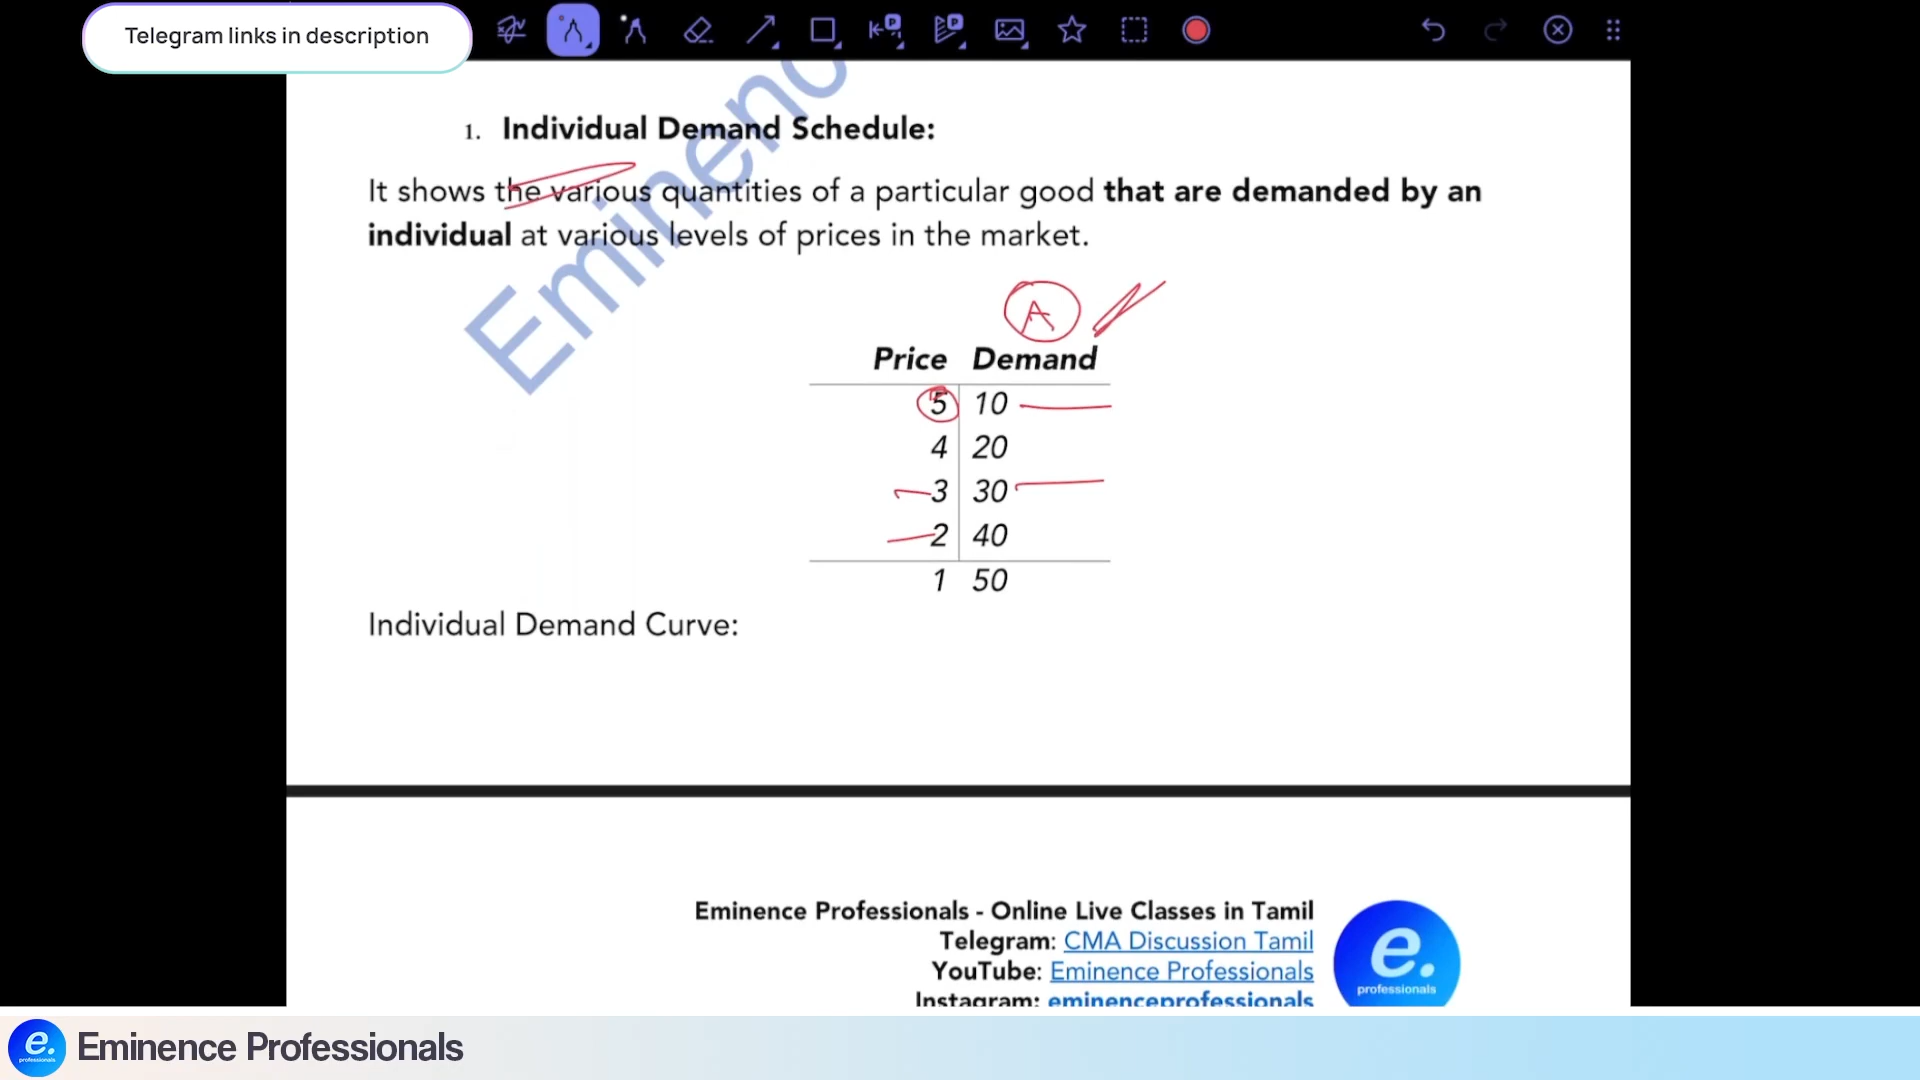 Telegram links in description
1. Individual Demand Schedule:
It shows the various quantities of a particular good that are demanded by an
individual at various levels of prices in the market.
A
Price Demand
5 10
4 20
3 30
2 40
1 50
Individual Demand Curve:
Eminence Professionals - Online Live Classes in Tamil
Telegram: CMA Discussion Tamil
YouTube: Eminence Professionals
Instagram: eminenceprofessionals
e.
professionals
e.
professionals
Eminence Professionals